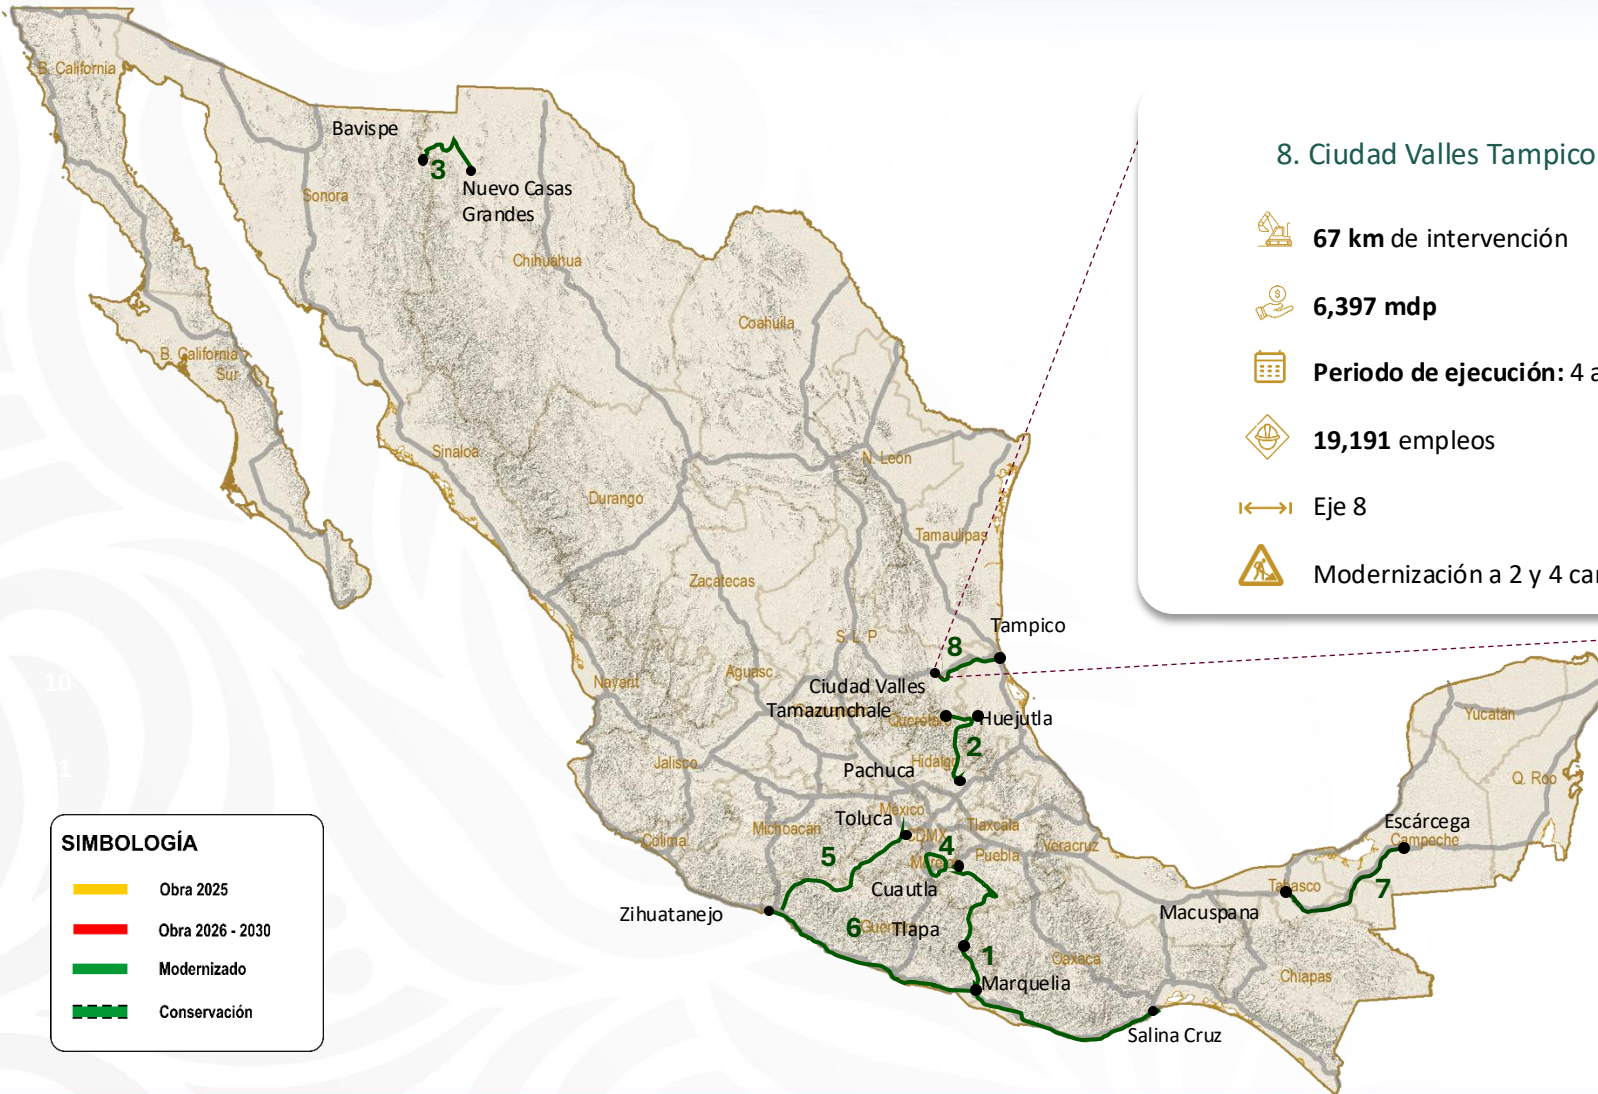 B. California
Bavispe
3
Nuevo Casas
Grandes
Sonora
Chihuahua
Coahuila
B. California
Sur
Sinaloa
N. León
Durango
Tamaulipas
Zacatecas
S. L. P
8
Tampico
Aguasc
Nayarit
Ciudad Valles
Tamazunchale
Huejutla
2
Hidalgo
Pachuca
Jalisco
México
Toluca
CDMX
Tlaxcala
Michoacán
Colima
5
4
Puebla
Veracruz
Cuautla
Zihuatanejo
6
Tlapa
1
Oaxaca
Marquelia
Salina Cruz
Macuspana
Tabasco
7
Chiapas
Escárcega
Campeche
Yucatán
Q. Roo
8. Ciudad Valles Tampico
67 km de intervención
6,397 mdp
Periodo de ejecución: 4 a
19,191 empleos
Eje 8
Modernización a 2 y 4 car
10
1
SIMBOLOGÍA
Obra 2025
Obra 2026 - 2030
Modernizado
Conservación